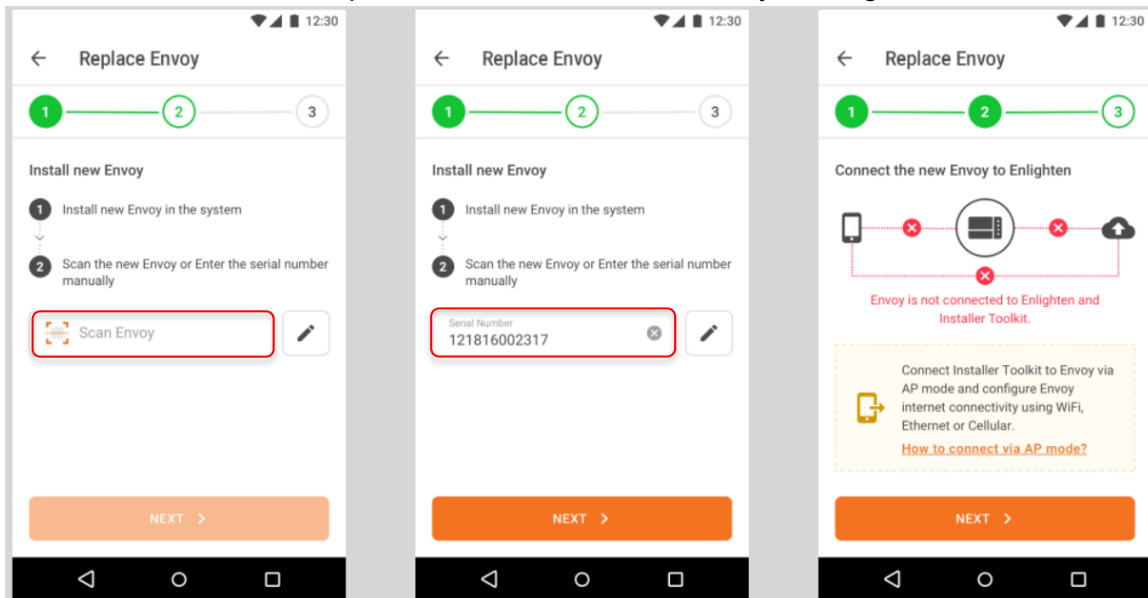 12:30
Replace Envoy
1
2
3
Install new Envoy
1 Install new Envoy in the system
2 Scan the new Envoy or Enter the serial number
manually
Scan Envoy
NEXT >
12:30
Replace Envoy
1
2
3
Install new Envoy
1 Install new Envoy in the system
2 Scan the new Envoy or Enter the serial number
manually
Serial Number
121816002317
NEXT >
12:30
Replace Envoy
1
2
3
Connect the new Envoy to Enlighten
Envoy is not connected to Enlighten and
Installer Toolkit.
Connect Installer Toolkit to Envoy via
AP mode and configure Envoy
internet connectivity using WiFi,
Ethernet or Cellular.
How to connect via AP mode?
NEXT >